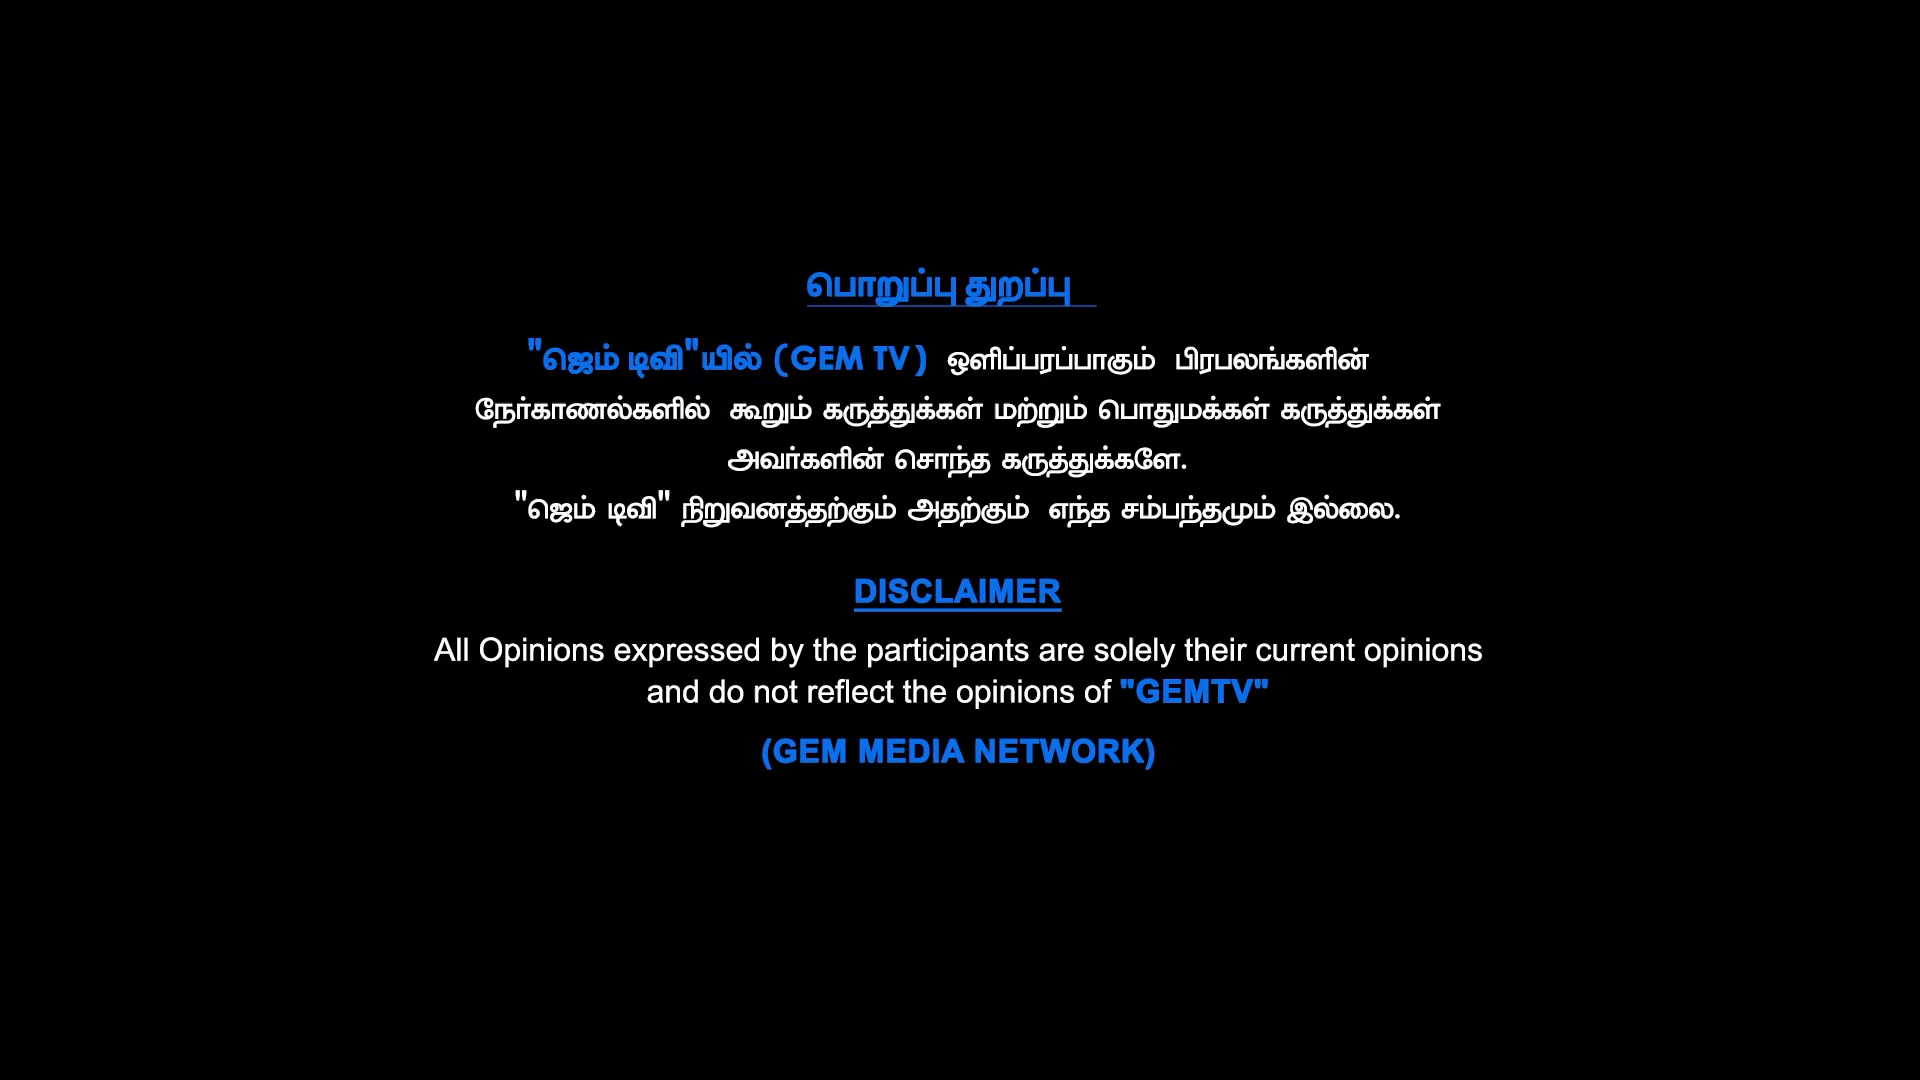 பொறுப்பு துறப்பு
"ஜெம் டிவி"யில் (GEM TV) ஒளிப்பரப்பாகும் பிரபலங்களின்
நேர்காணல்களில் கூறும் கருத்துக்கள் மற்றும் பொதுமக்கள் கருத்துக்கள்
அவர்களின் சொந்த கருத்துக்களே.
"ஜெம் டிவி" நிறுவனத்தற்கும் அதற்கும் எந்த சம்பந்தமும் இல்லை.
DISCLAIMER
All Opinions expressed by the participants are solely their current opinions
and do not reflect the opinions of "GEMTV"
(GEM MEDIA NETWORK)